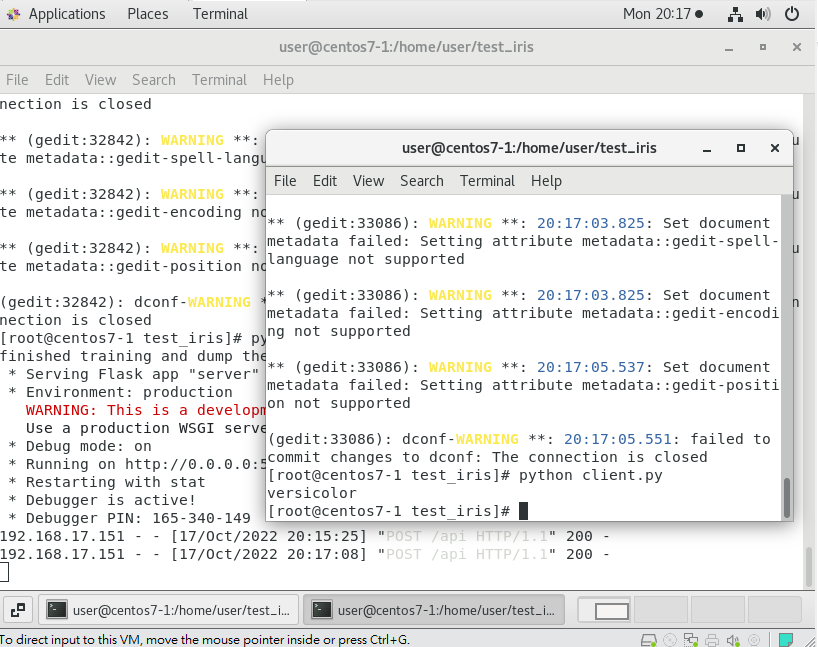 Applications Places Terminal Mon 20:17
user@centos7-1:/home/user/test_iris
File Edit View Search Terminal Help
nection is closed
** (gedit:32842): WARNING **:
te metadata::gedit-spell-langu
** (gedit:32842): WARNING **:
te metadata::gedit-encoding no
** (gedit:32842): WARNING **:
te metadata::gedit-position no
(gedit:32842): dconf-WARNING *
nection is closed
[root@centos7-1 test_iris]# py
finished training and dump the
* Serving Flask app "server"
* Environment: production
WARNING: This is a developm
Use a production WSGI serve
* Debug mode: on
* Running on http://0.0.0.0:5
* Restarting with stat
* Debugger is active!
* Debugger PIN: 165-340-149
192.168.17.151 - - [17/Oct/2022 20:15:25] "POST /api HTTP/1.1" 200 -
192.168.17.151 - - [17/Oct/2022 20:17:08] "POST /api HTTP/1.1" 200 -
user@centos7-1:/home/user/test_iris
File Edit View Search Terminal Help
** (gedit:33086): WARNING **: 20:17:03.825: Set document
metadata failed: Setting attribute metadata::gedit-spell-
language not supported
** (gedit:33086): WARNING **: 20:17:03.825: Set document
metadata failed: Setting attribute metadata::gedit-encodi
ng not supported
** (gedit:33086): WARNING **: 20:17:05.537: Set document
metadata failed: Setting attribute metadata::gedit-positi
on not supported
(gedit:33086): dconf-WARNING **: 20:17:05.551: failed to
commit changes to dconf: The connection is closed
[root@centos7-1 test_iris]# python client.py
versicolor
[root@centos7-1 test_iris]#
user@centos7-1:/home/user/test_i... user@centos7-1:/home/user/test_i...
To direct input to this VM, move the mouse pointer inside or press Ctrl+G.